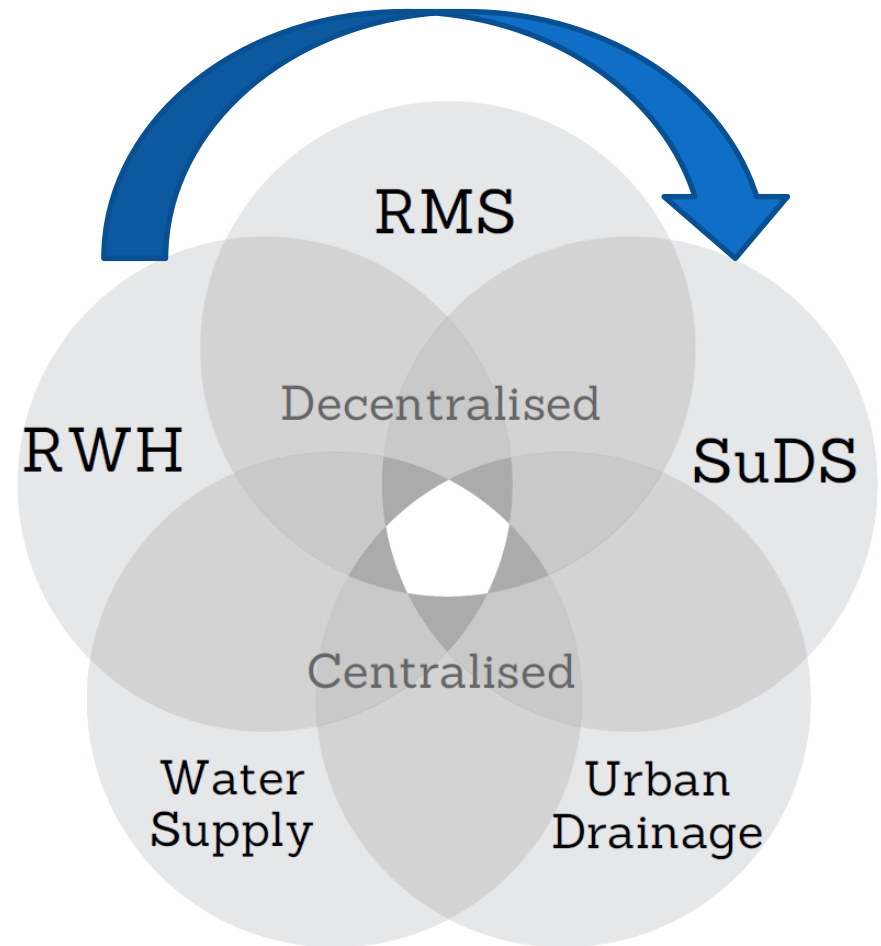 RMS
Decentralised
RWH
SuDS
Centralised
Water
Supply
Urban
Drainage